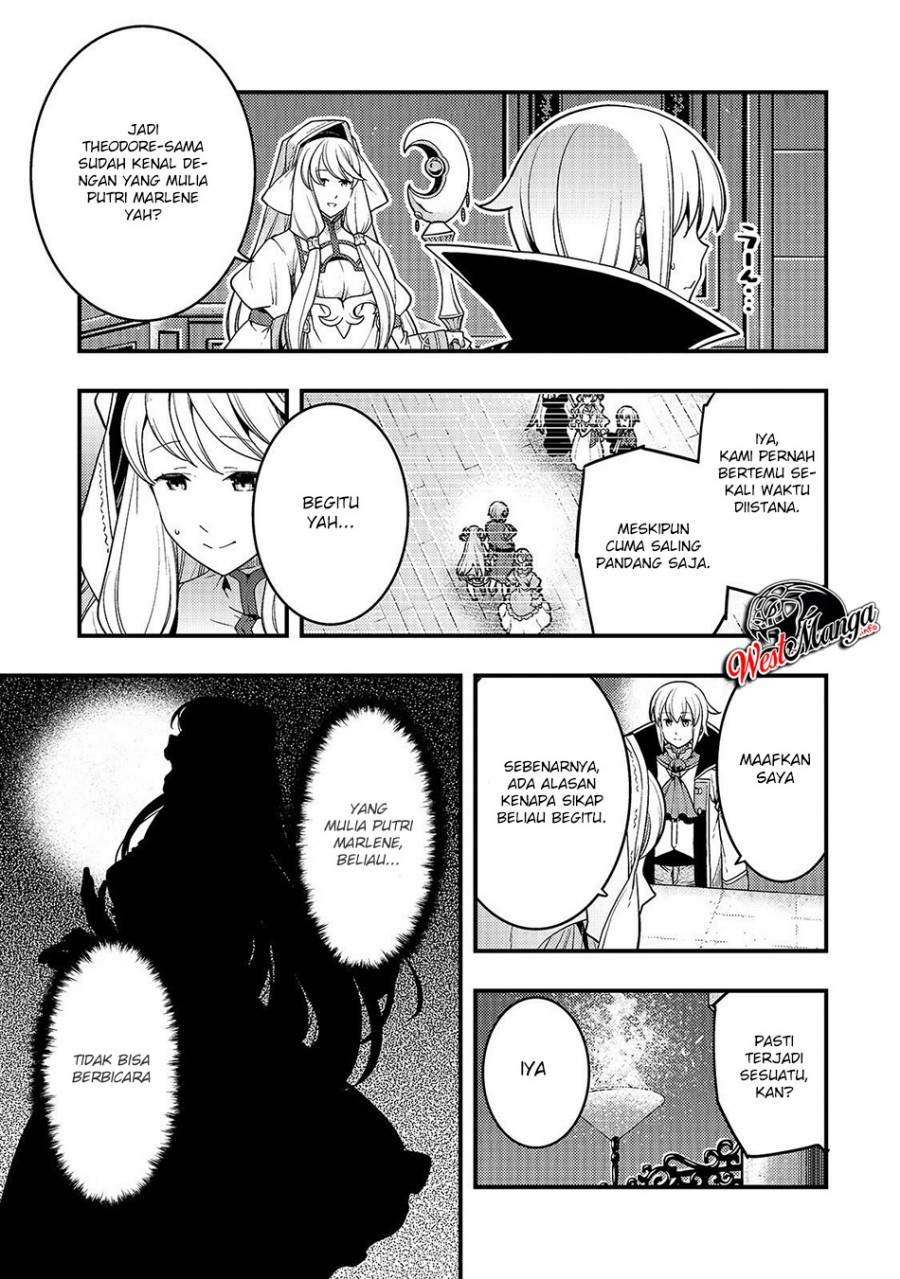 JADI
THEODORE-SAMA
SUDAH KENAL DE-
NGAN YANG MULIA
PUTRI MARLENE
YAH?
うーん…
IYA,
KAMI PERNAH
BERTEMU SE-
KALI WAKTU
DIISTANA.
MESKIPUN
CUMA SALING
PANDANG SAJA.
BEGITU
YAH...
WestManga
.info
MAAFKAN
SAYA
SEBENARNYA,
ADA ALASAN
KENAPA SIKAP
BELIAU BEGITU.
PASTI
TERJADI
SESUATU,
KAN?
IYA
YANG
MULIA PUTRI
MARLENE,
BELIAU...
TIDAK BISA
BERBICARA